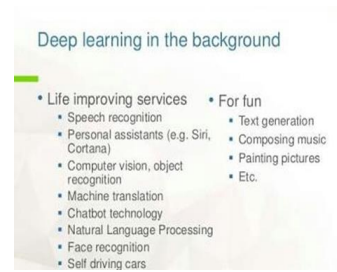 Deep learning in the background
• Life improving services
▪ Speech recognition
▪ Personal assistants (e.g. Siri,
Cortana)
▪ Computer vision, object
recognition
▪ Machine translation
▪ Chatbot technology
▪ Natural Language Processing
▪ Face recognition
▪ Self driving cars
• For fun
▪ Text generation
▪ Composing music
▪ Painting pictures
▪ Etc.